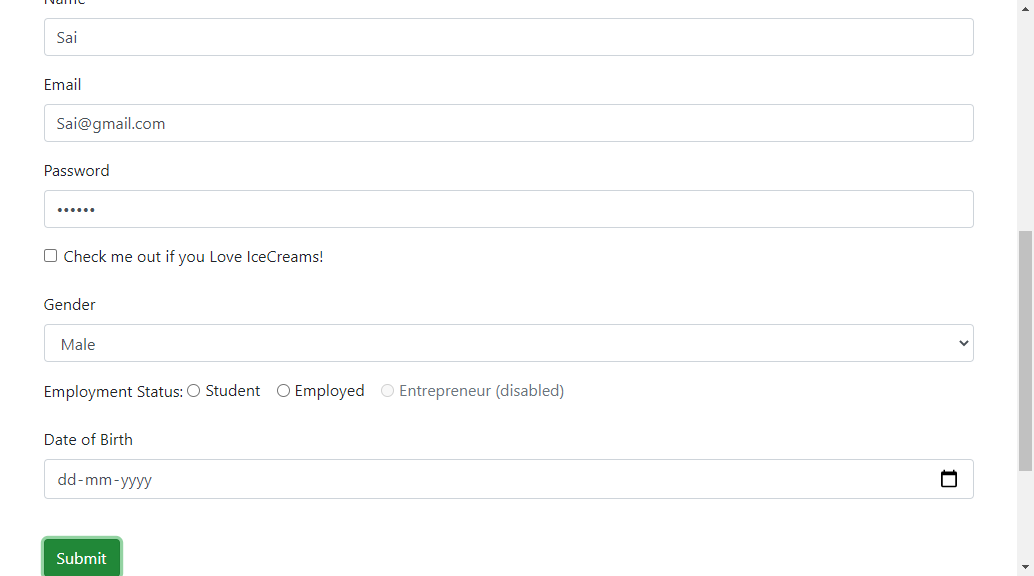 Name
Sai
Email
Sai@gmail.com
Password
••••••
Check me out if you Love IceCreams!
Gender
Male
Employment Status: Student Employed Entrepreneur (disabled)
Date of Birth
dd-mm-yyyy
Submit